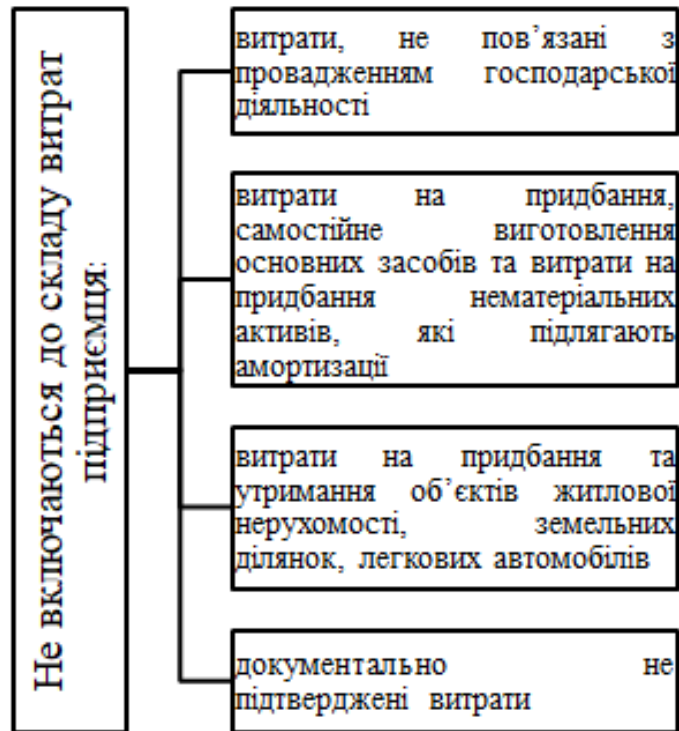 Не включаються до складу витрат
підприємця:
витрати, не пов’язані з
провадженням господарської
діяльності
витрати на придбання,
самостійне виготовлення
основних засобів та витрати на
придбання нематеріальних
активів, які підлягають
амортизації
витрати на придбання та
утримання об’єктів житлової
нерухомості, земельних
ділянок, легкових автомобілів
документально не
підтверджені витрати